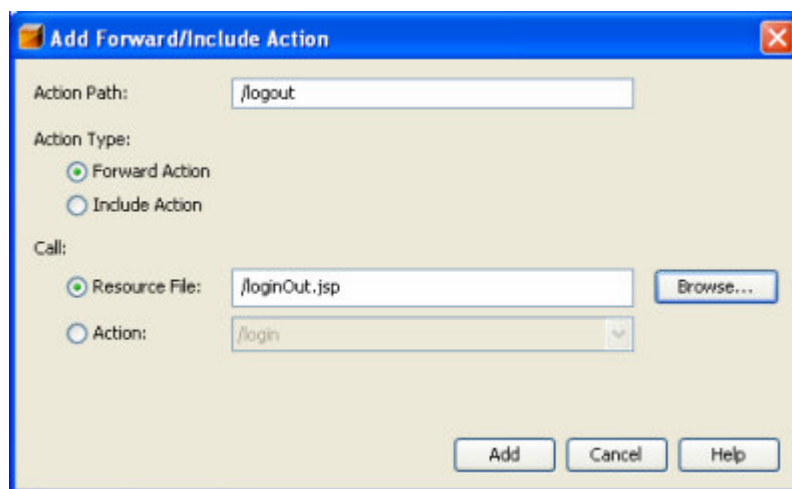 Add Forward/Include Action
Action Path: /logout
Action Type:
Forward Action
Include Action
Call:
Resource File: /loginOut.jsp Browse...
Action: /login
Add Cancel Help